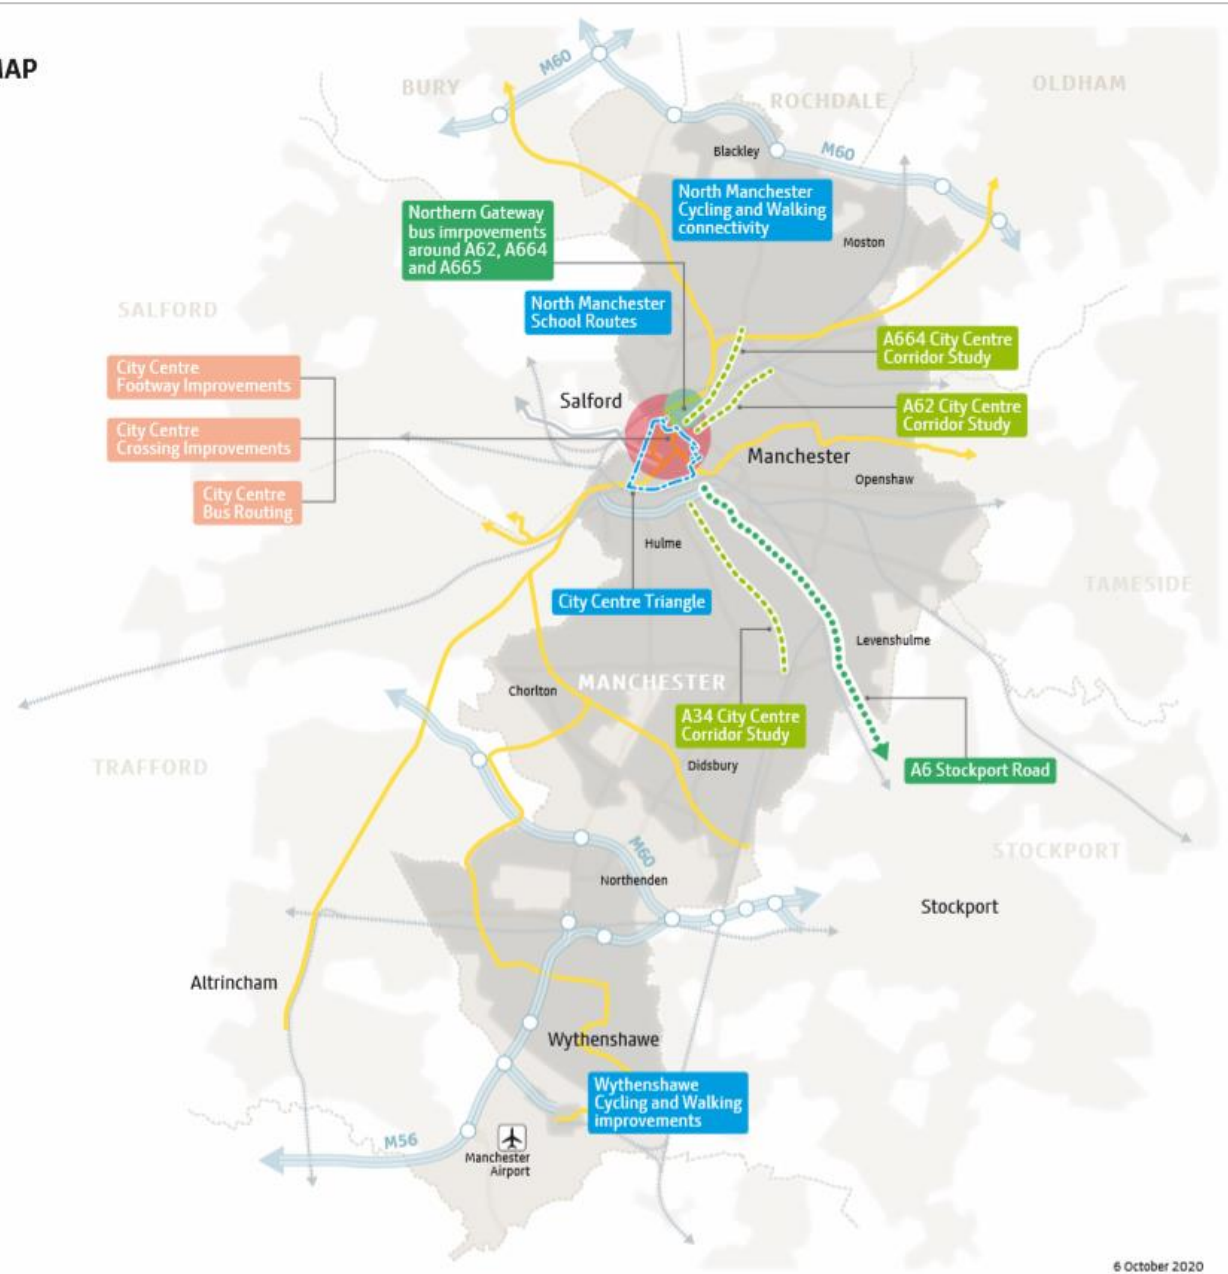 MAP
M60
BURY
ROCHDALE
OLDHAM
Blackley
M60
North Manchester
Cycling and Walking
connectivity
Northern Gateway
bus imrpovements
around A62, A664
and A665
Moston
North Manchester
School Routes
SALFORD
A664 City Centre
Corridor Study
City Centre
Footway Improvements
Salford
A62 City Centre
Corridor Study
City Centre
Crossing Improvements
Manchester
Openshaw
City Centre
Bus Routing
Hulme
TAMESIDE
City Centre Triangle
Levenshulme
MANCHESTER
Chorlton
A34 City Centre
Corridor Study
TRAFFORD
Didsbury
A6 Stockport Road
M60
STOCKPORT
Northenden
Stockport
Altrincham
Wythenshawe
Wythenshawe
Cycling and Walking
improvements
M56
Manchester
Airport
6 October 2020